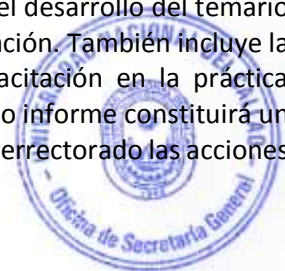 el desarrollo del temario
ación. También incluye la
acitación en la práctica
o informe constituirá un
errectorado las acciones
Oficina de Secretaría General